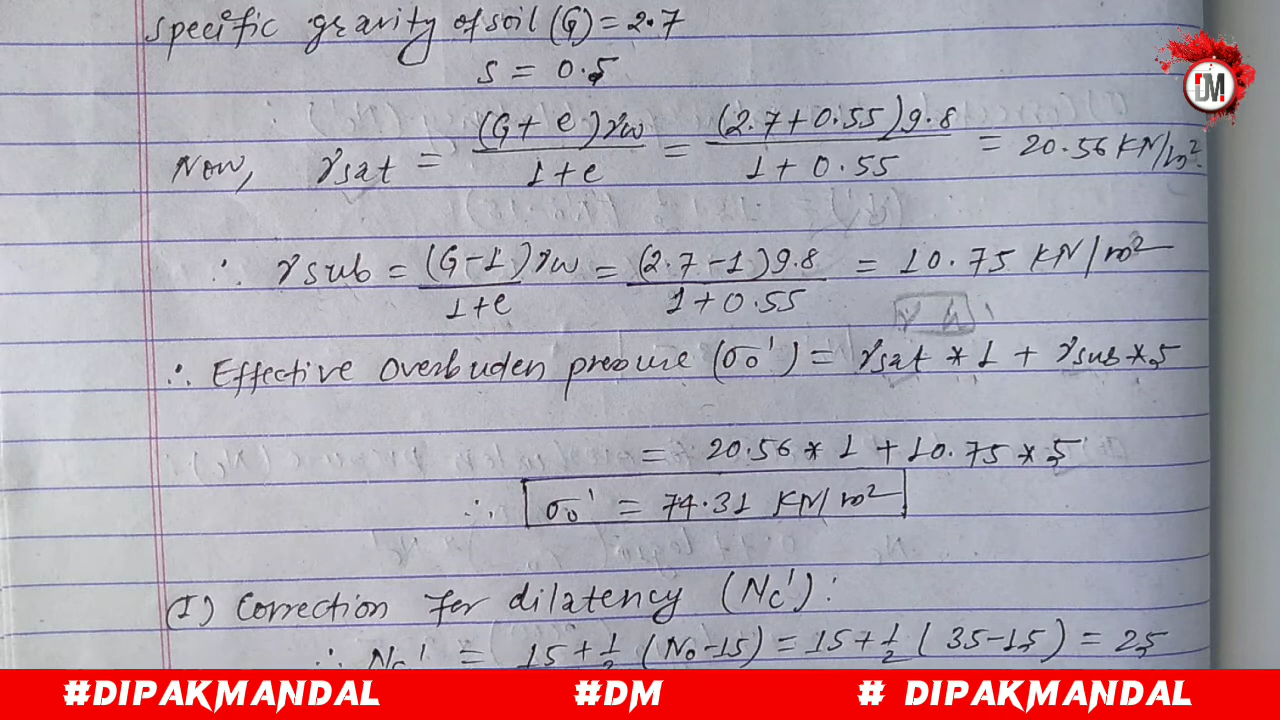 specific gravity of soil (G) = 2.7
S = 0.5
DM
Now, γsat = (G + e)γw / 1+e = (2.7+0.55)9.8 / 1 + 0.55 = 20.56 KN/m².
∴ γsub = (G-1)γw / 1+e = (2.7-1)9.8 / 1+0.55 = 10.75 KN/m²
∴ Effective overbuden pressure (σo') = γsat * 1 + γsub * 5
= 20.56 * 1 + 10.75 * 5
∴ σo' = 74.31 KN/m²
(I) Correction for dilatency (Nc'):
∴ Nc' = 15 + 1/2 (No-15) = 15 + 1/2 (35-15) = 25
#DIPAKMANDAL #DM # DIPAKMANDAL